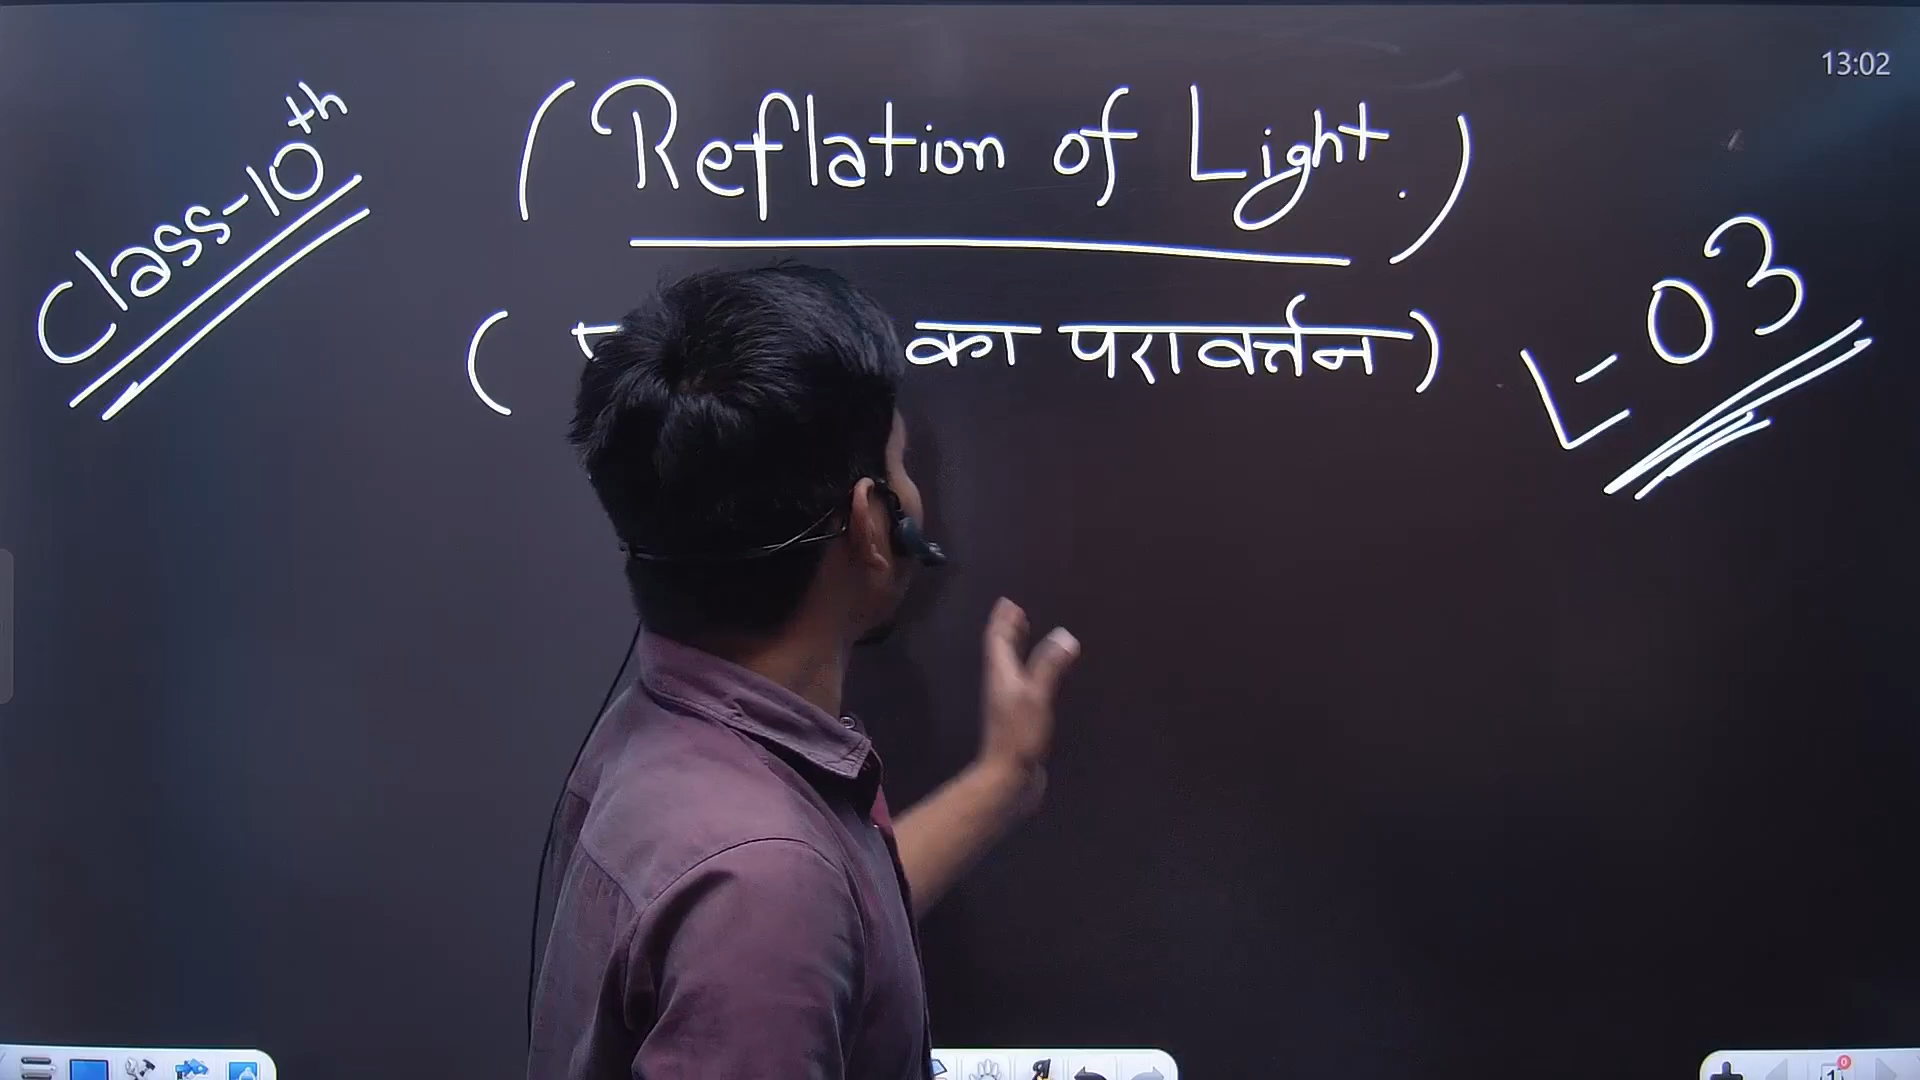 13:02
Class-10th
(Reflation of Light.)
( का परावर्त्तन)
L-03